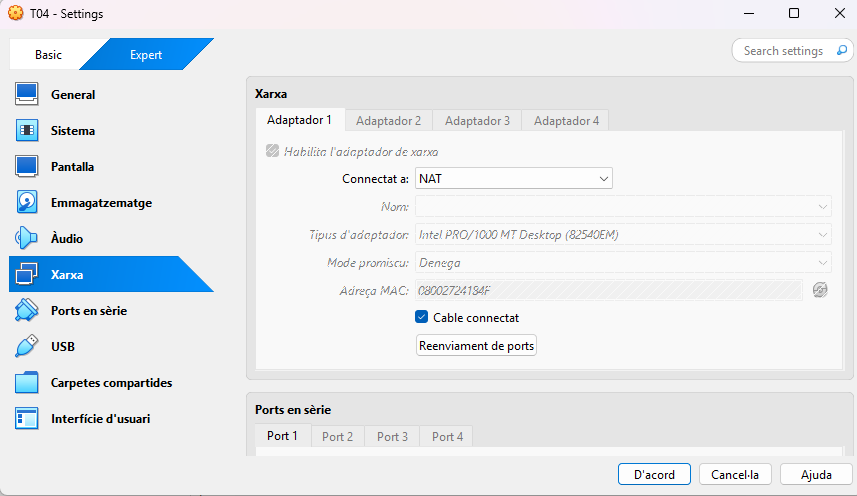 T04 - Settings
Basic
Expert
Search settings
General
Sistema
Pantalla
Emmagatzematge
Àudio
Xarxa
Ports en sèrie
USB
Carpetes compartides
Interfície d'usuari
Xarxa
Adaptador 1
Adaptador 2
Adaptador 3
Adaptador 4
Habilita l'adaptador de xarxa
Connectat a: NAT
Nom:
Tipus d'adaptador: Intel PRO/1000 MT Desktop (82540EM)
Mode promiscu: Denega
Adreça MAC: 08002724184F
Cable connectat
Reenviament de ports
Ports en sèrie
Port 1
Port 2
Port 3
Port 4
D'acord
Cancel·la
Ajuda